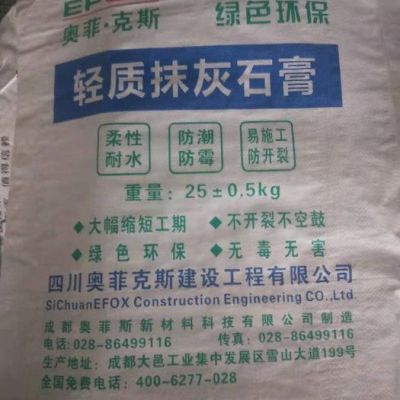 奥菲·克斯 绿色环保
轻质抹灰石膏
柔性耐水 防潮防霉 易施工防开裂
重量：25±0.5kg
◆大幅缩短工期 ◆不开裂不空鼓
◆绿色环保 ◆无毒无害
四川奥菲克斯建设工程有限公司
SiChuanEFOX Construction Engineering CO.,Ltd
成都奥菲斯新材料科技有限公司制造
电话:028-86499116 传真:028-86499116
生产地址：成都大邑工业集中发展区雪山大道199号
全国免费电话：400-6277-028